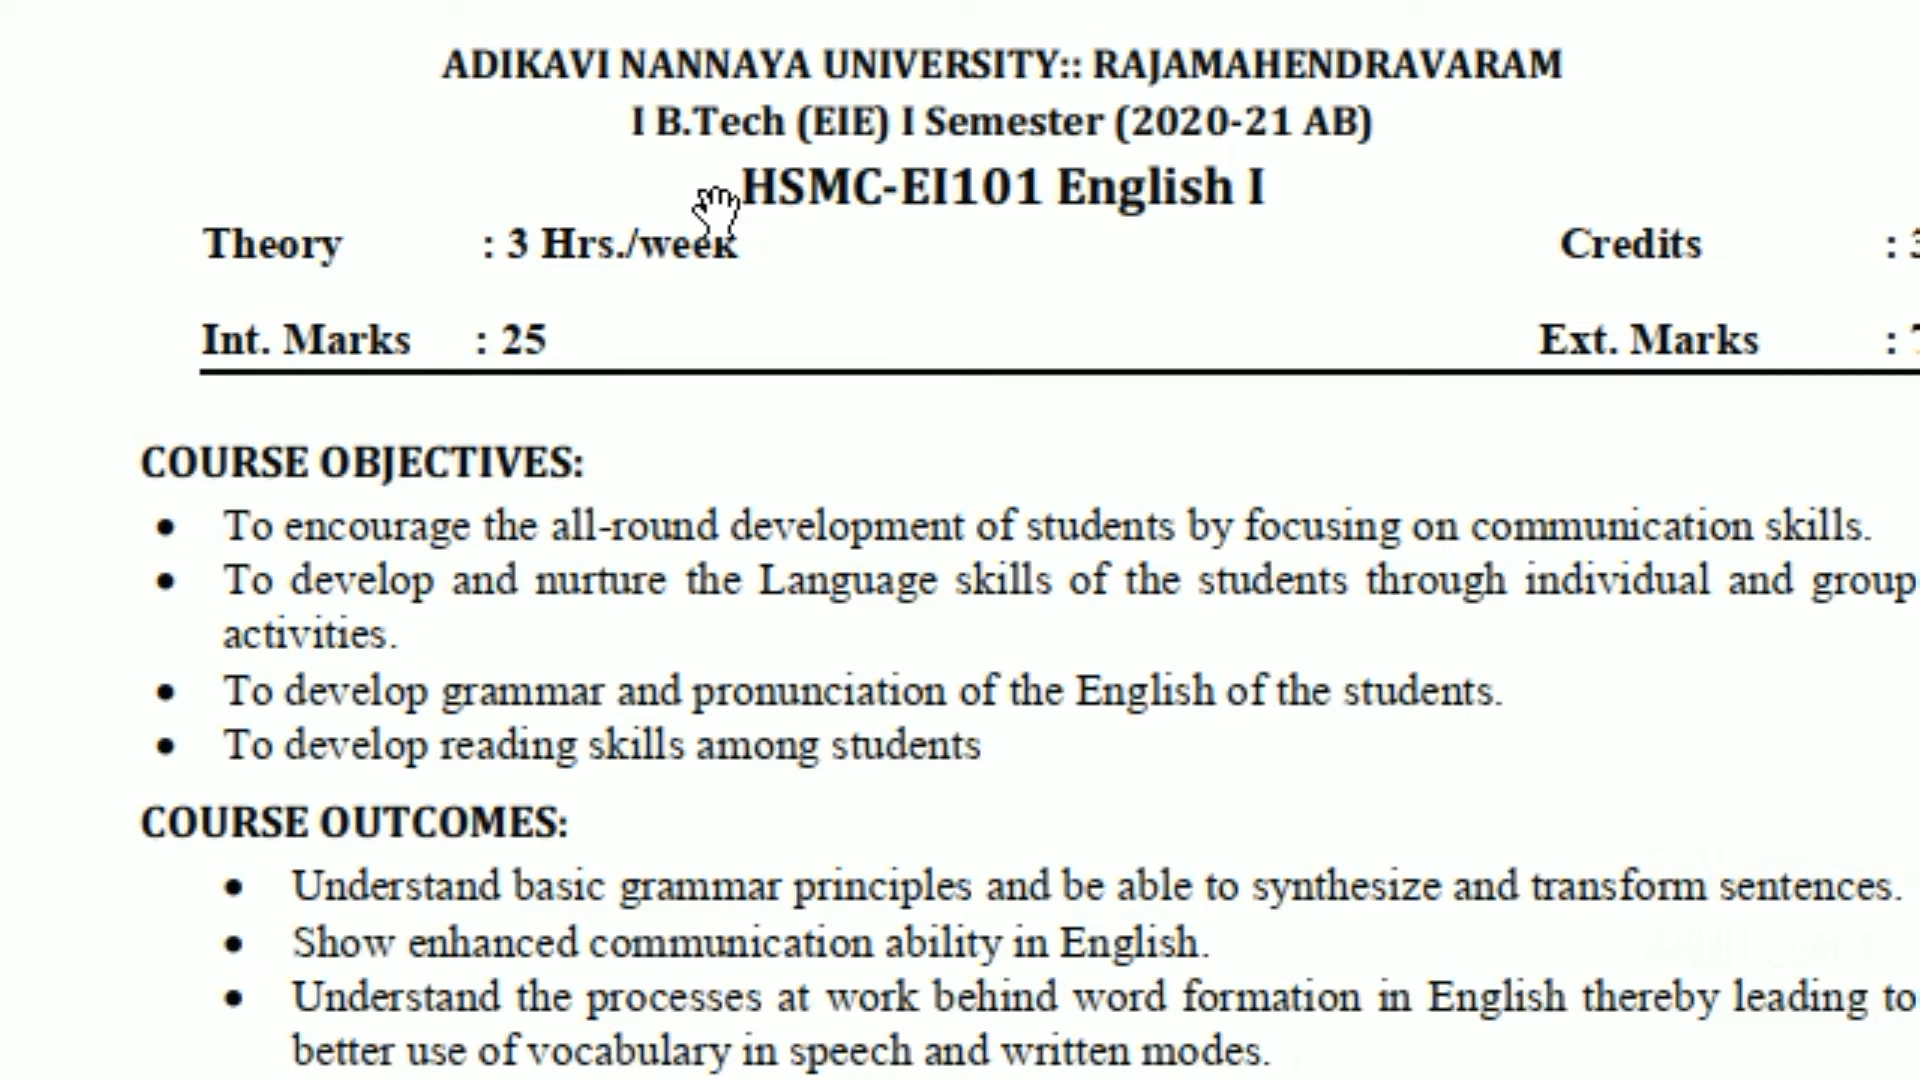 ADIKAVI NANNAYA UNIVERSITY:: RAJAMAHENDRAVARAM
I B.Tech (EIE) I Semester (2020-21 AB)
HSMC-EI101 English I
Theory : 3 Hrs./week Credits :
Int. Marks : 25 Ext. Marks :
COURSE OBJECTIVES:
• To encourage the all-round development of students by focusing on communication skills.
• To develop and nurture the Language skills of the students through individual and group
activities.
• To develop grammar and pronunciation of the English of the students.
• To develop reading skills among students
COURSE OUTCOMES:
• Understand basic grammar principles and be able to synthesize and transform sentences.
• Show enhanced communication ability in English.
• Understand the processes at work behind word formation in English thereby leading to
better use of vocabulary in speech and written modes.